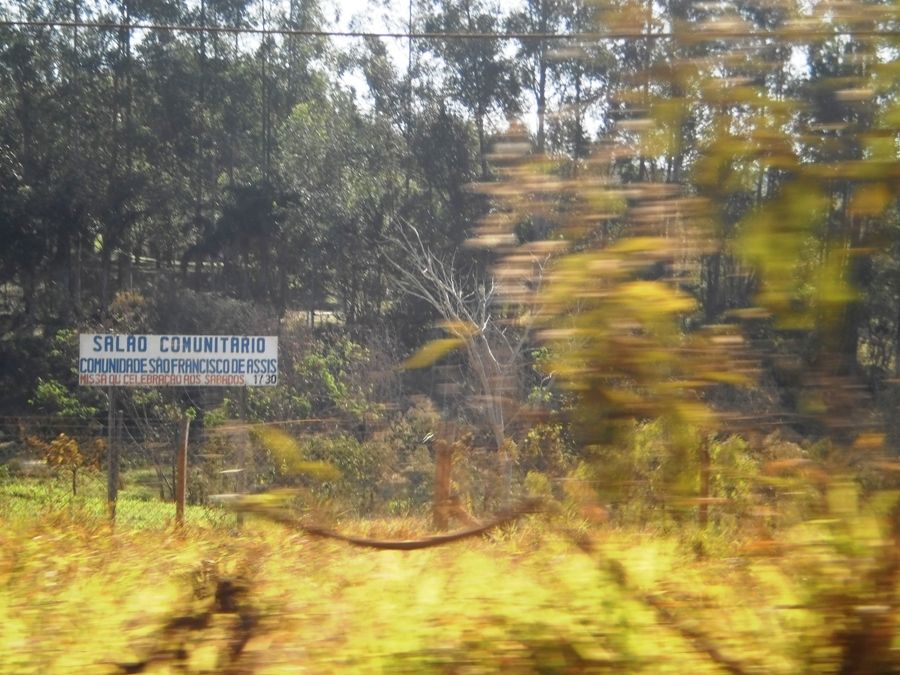 SALÃO COMUNITARIO
COMUNIDADE SÃO FRANCISCO DE ASSIS
MISSA OU CELEBRAÇÃO AOS SABADOS 17:30